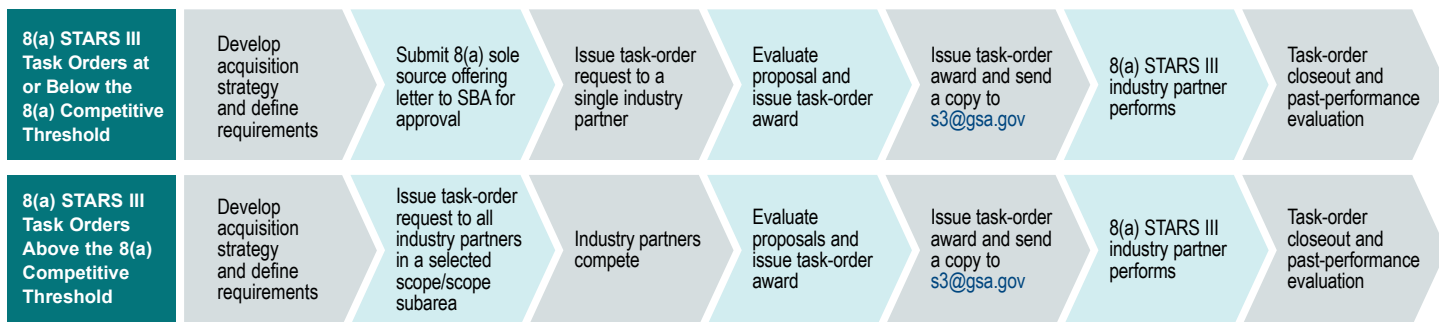 8(a) STARS III
Task Orders at
or Below the
8(a) Competitive
Threshold
Develop
acquisition
strategy
and define
requirements
Submit 8(a) sole
source offering
letter to SBA for
approval
Issue task-order
request to a
single industry
partner
Evaluate
proposal and
issue task-order
award
Issue task-order
award and send
a copy to
s3@gsa.gov
8(a) STARS III
industry partner
performs
Task-order
closeout and
past-performance
evaluation
8(a) STARS III
Task Orders
Above the 8(a)
Competitive
Threshold
Develop
acquisition
strategy
and define
requirements
Issue task-order
request to all
industry partners
in a selected
scope/scope
subarea
Industry partners
compete
Evaluate
proposals and
issue task-order
award
Issue task-order
award and send
a copy to
s3@gsa.gov
8(a) STARS III
industry partner
performs
Task-order
closeout and
past-performance
evaluation